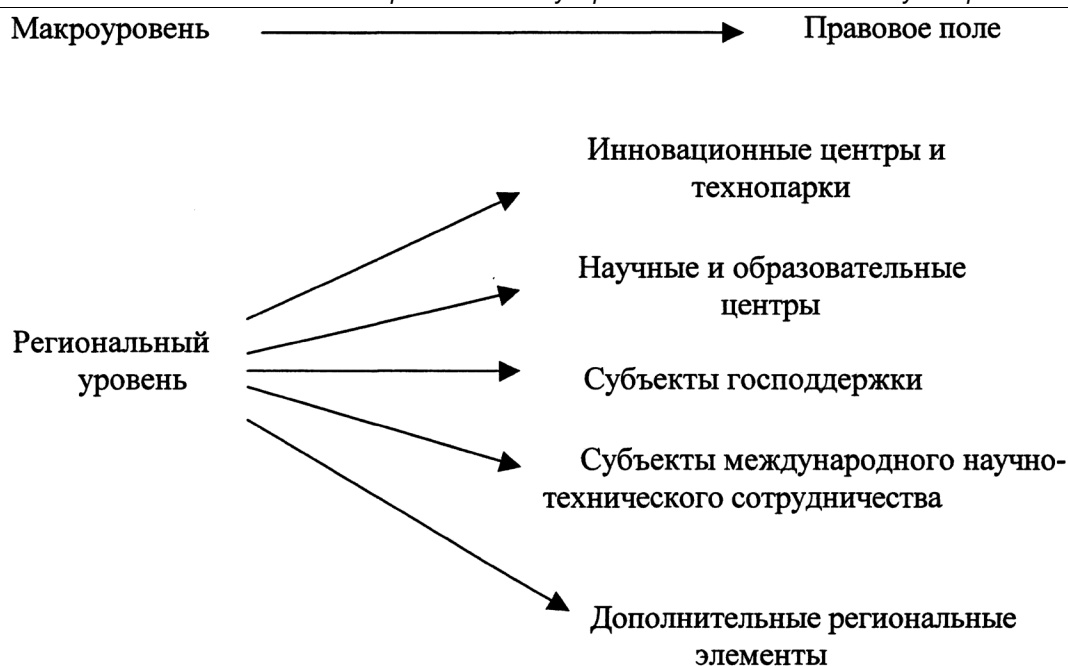 Макроуровень
Правовое поле
Инновационные центры и
технопарки
Научные и образовательные
центры
Региональный
уровень
Субъекты господдержки
Субъекты международного научно-
технического сотрудничества
Дополнительные региональные
элементы